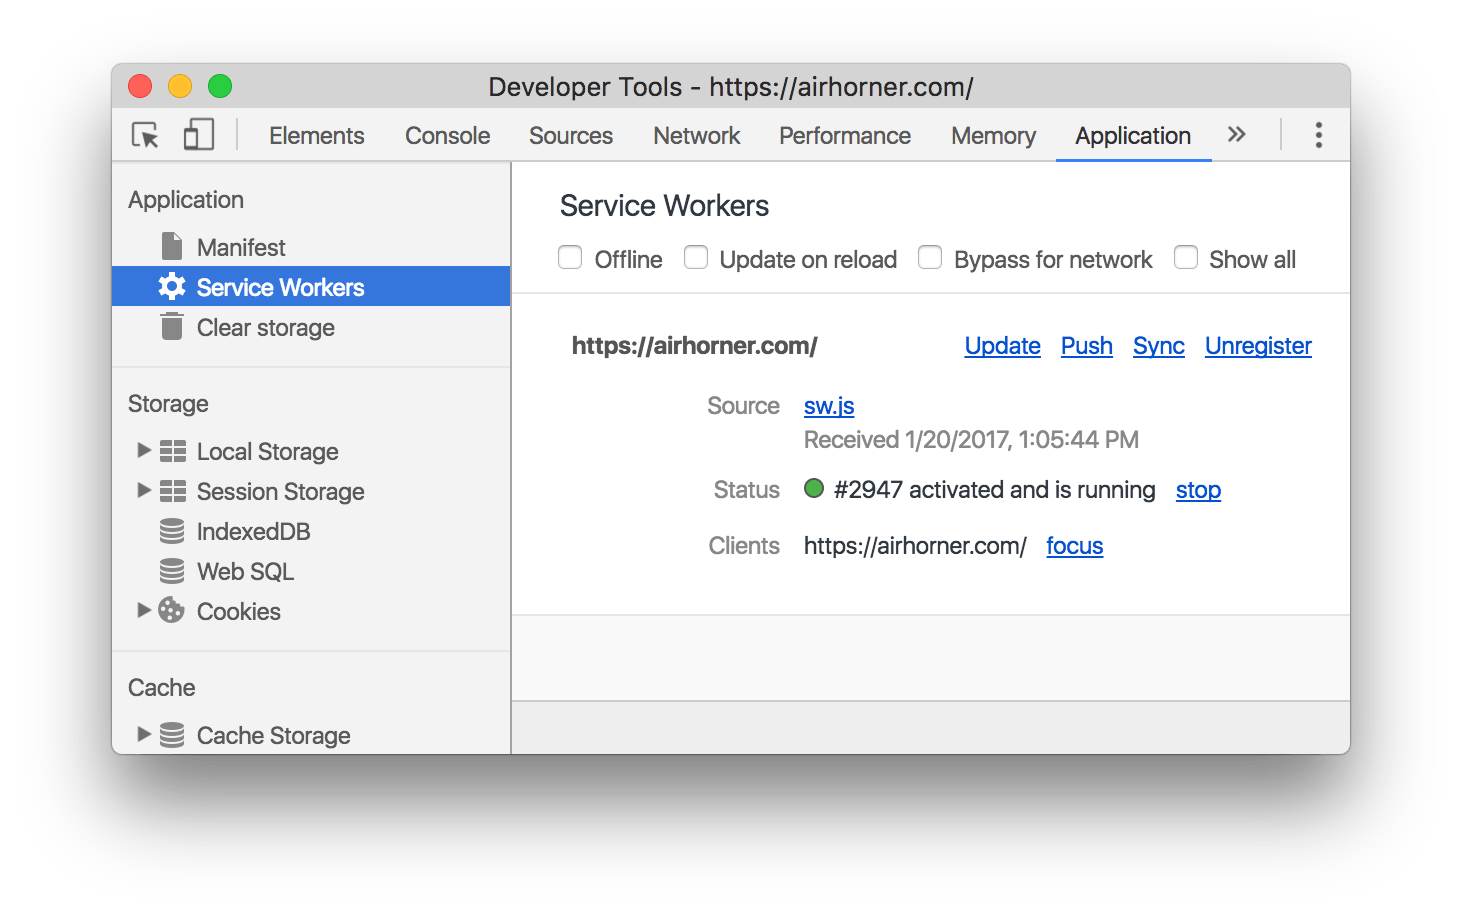 Developer Tools - https://airhorner.com/
Elements Console Sources Network Performance Memory Application »
Application
Manifest
Service Workers
Clear storage
Storage
Local Storage
Session Storage
IndexedDB
Web SQL
Cookies
Cache
Cache Storage
Service Workers
Offline Update on reload Bypass for network Show all
https://airhorner.com/ Update Push Sync Unregister
Source sw.js
Received 1/20/2017, 1:05:44 PM
Status #2947 activated and is running stop
Clients https://airhorner.com/ focus